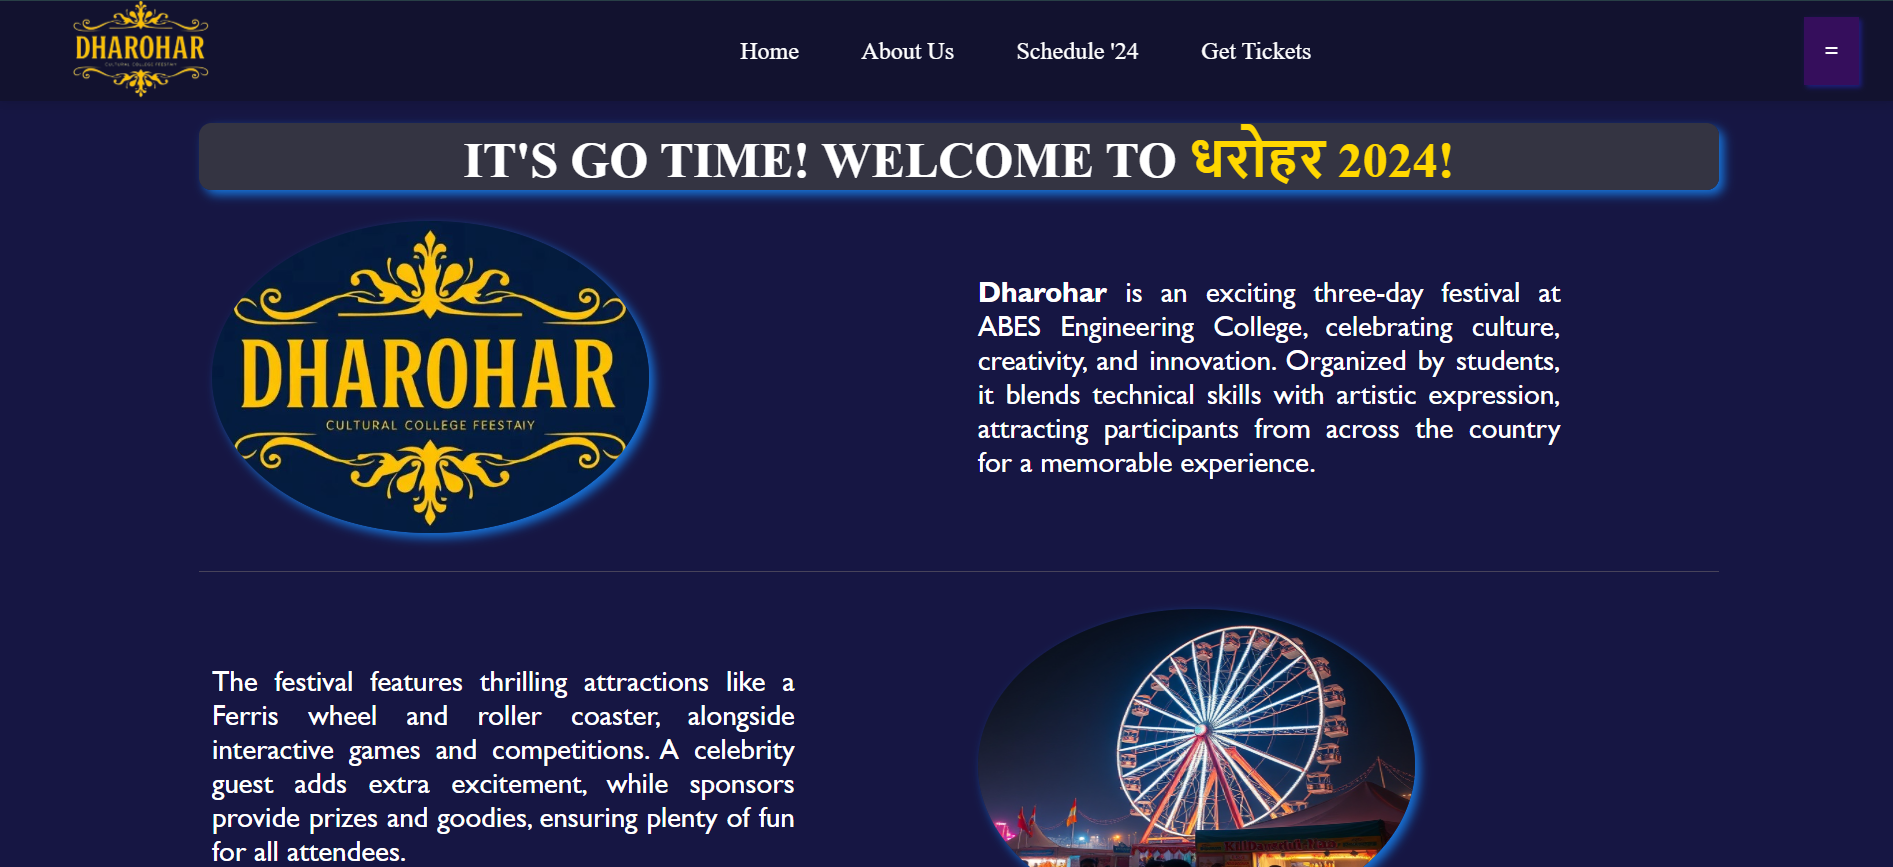 DHAROHAR
Home About Us Schedule '24 Get Tickets =
IT'S GO TIME! WELCOME TO धरोहर 2024!
DHAROHAR
CULTURAL COLLEGE FEESTAIY
Dharohar is an exciting three-day festival at
ABES Engineering College, celebrating culture,
creativity, and innovation. Organized by students,
it blends technical skills with artistic expression,
attracting participants from across the country
for a memorable experience.
The festival features thrilling attractions like a
Ferris wheel and roller coaster, alongside
interactive games and competitions. A celebrity
guest adds extra excitement, while sponsors
provide prizes and goodies, ensuring plenty of fun
for all attendees.